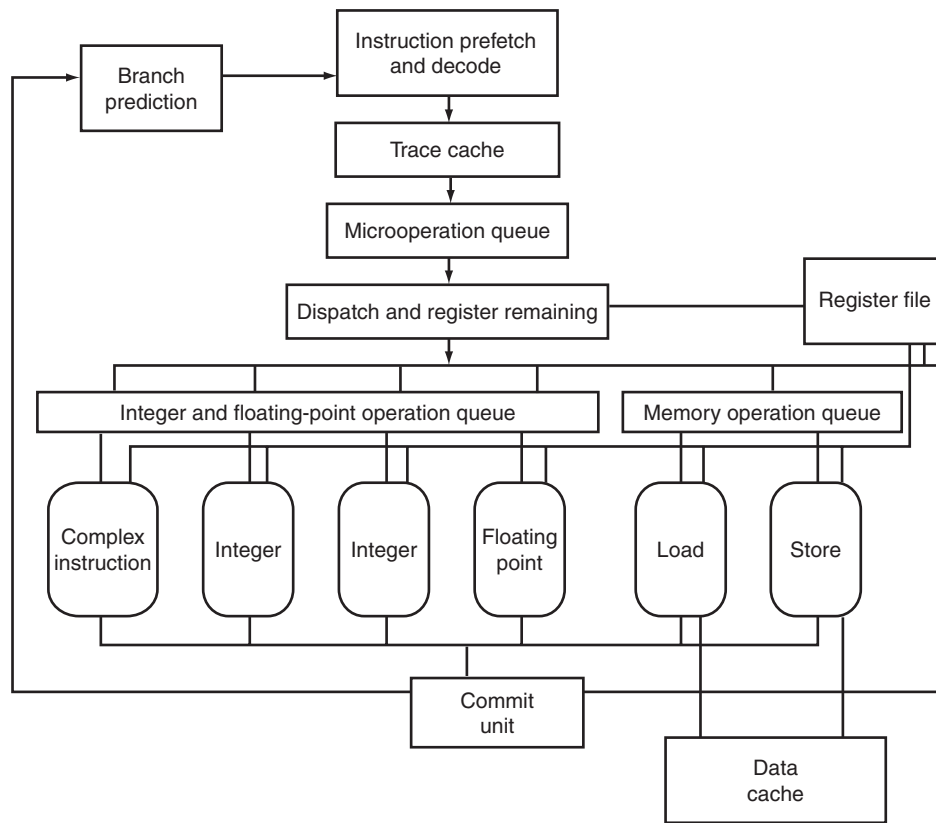 Instruction prefetch
and decode
Branch
prediction
Trace cache
Microoperation queue
Dispatch and register remaining
Register file
Integer and floating-point operation queue
Memory operation queue
Complex
instruction
Integer
Integer
Floating
point
Load
Store
Commit
unit
Data
cache